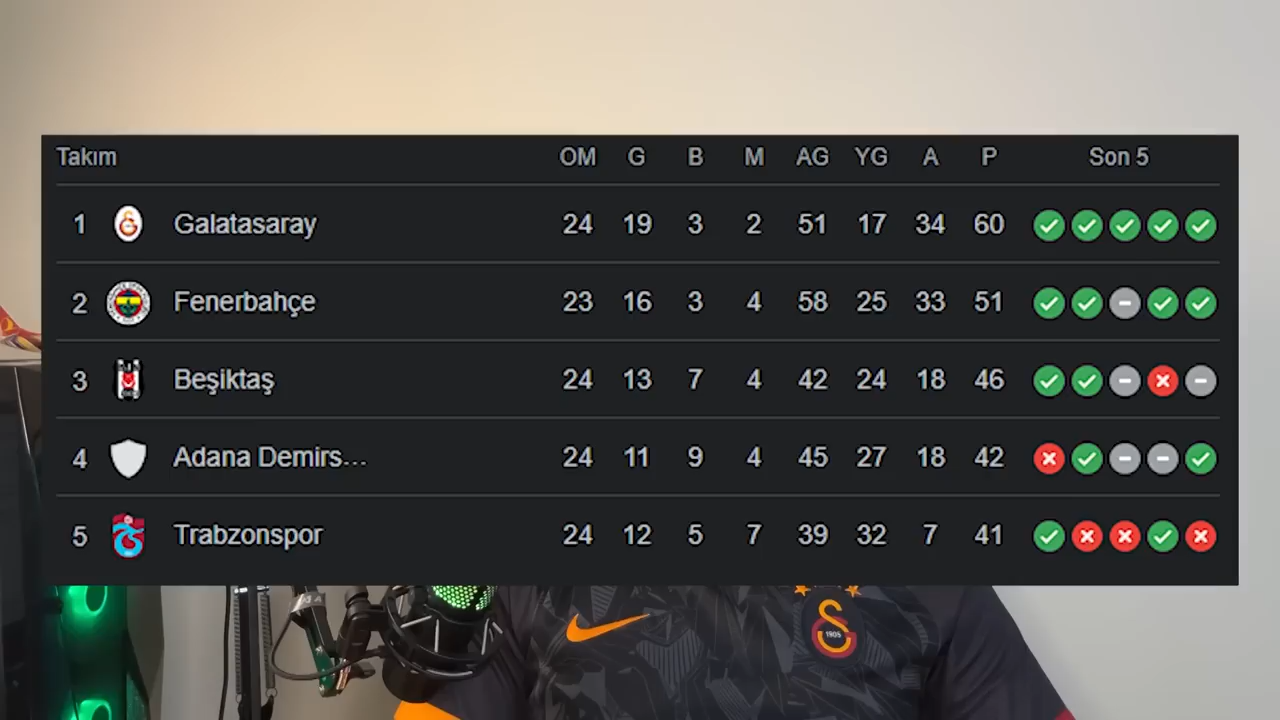 Takım OM G B M AG YG A P Son 5
1 Galatasaray 24 19 3 2 51 17 34 60
2 Fenerbahçe 23 16 3 4 58 25 33 51
3 Beşiktaş 24 13 7 4 42 24 18 46
4 Adana Demirs... 24 11 9 4 45 27 18 42
5 Trabzonspor 24 12 5 7 39 32 7 41
1905